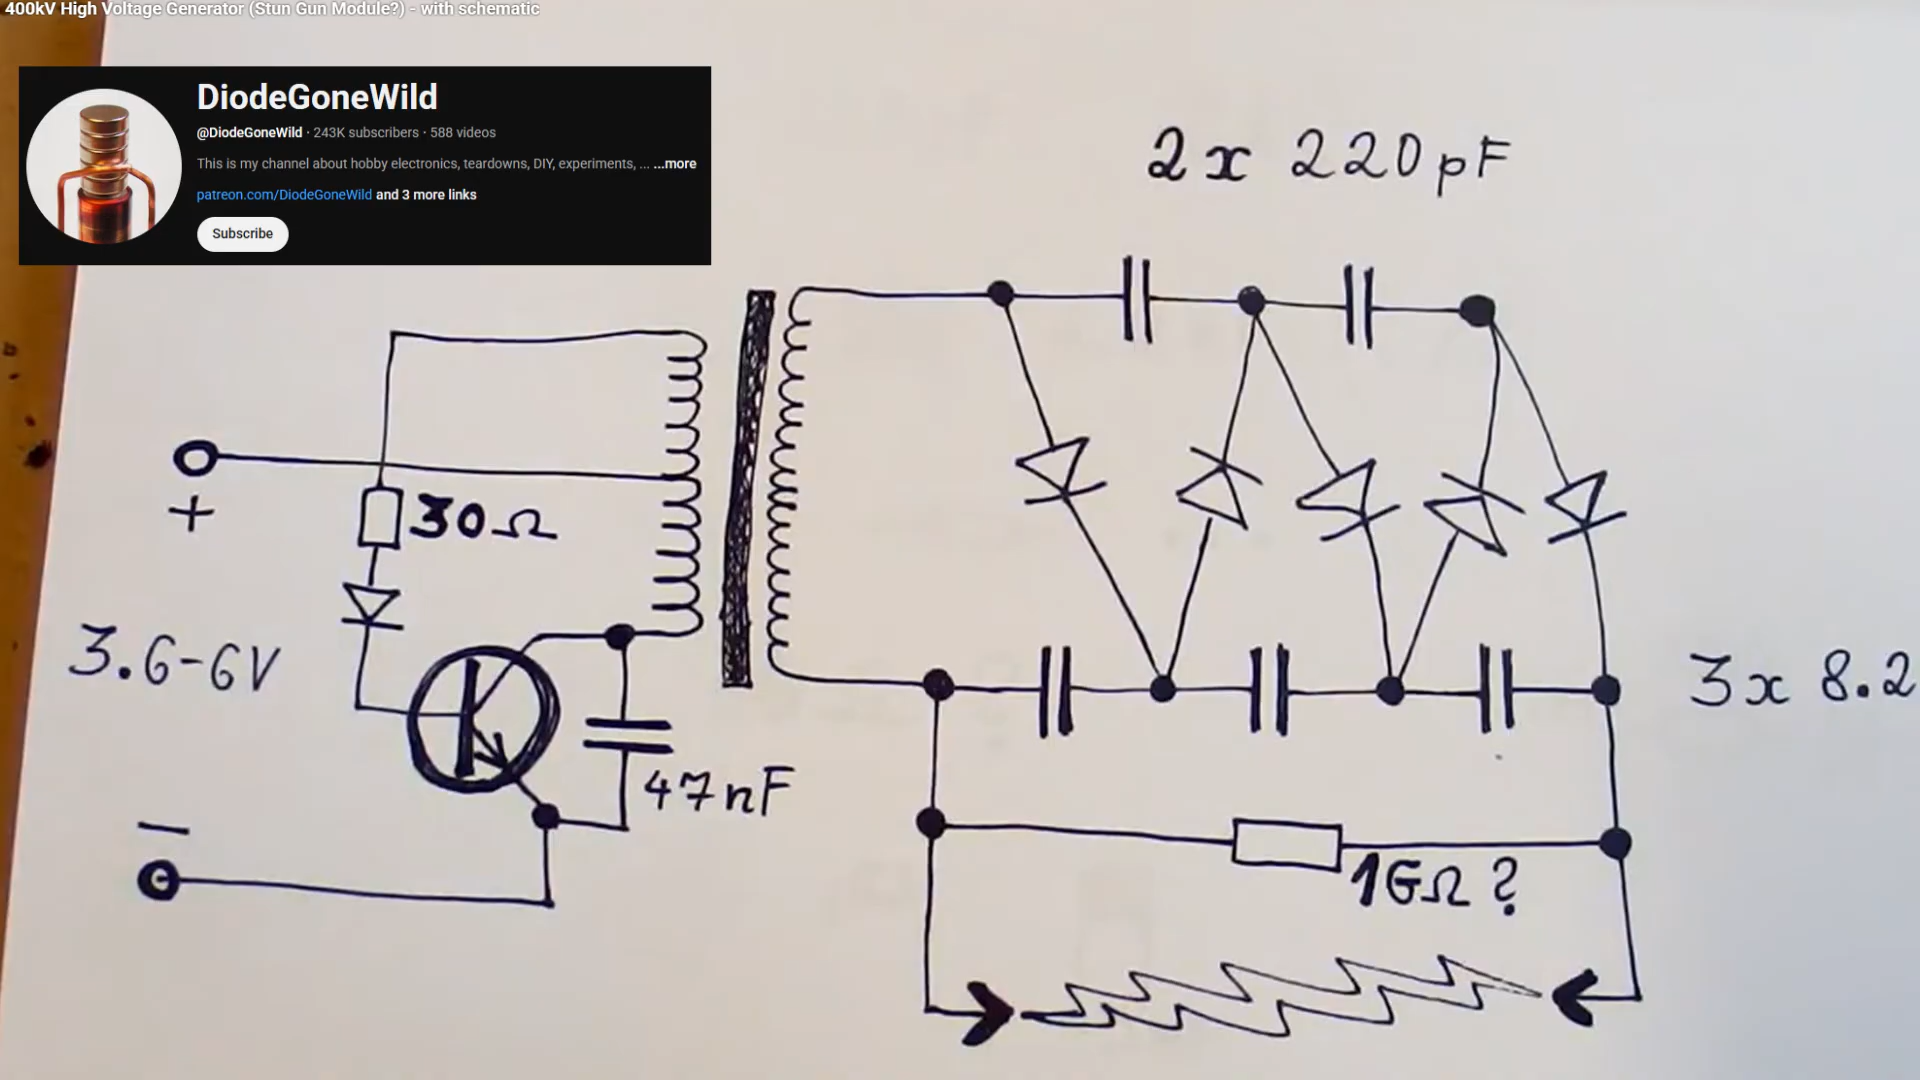 400kV High Voltage Generator (Stun Gun Module?) - with schematic
DiodeGoneWild
@DiodeGoneWild · 243K subscribers · 588 videos
This is my channel about hobby electronics, teardowns, DIY, experiments, ... ...more
patreon.com/DiodeGoneWild and 3 more links
Subscribe
2x 220pF
+
30Ω
3.6-6V
3x 8.2
47nF
−
1GΩ ?